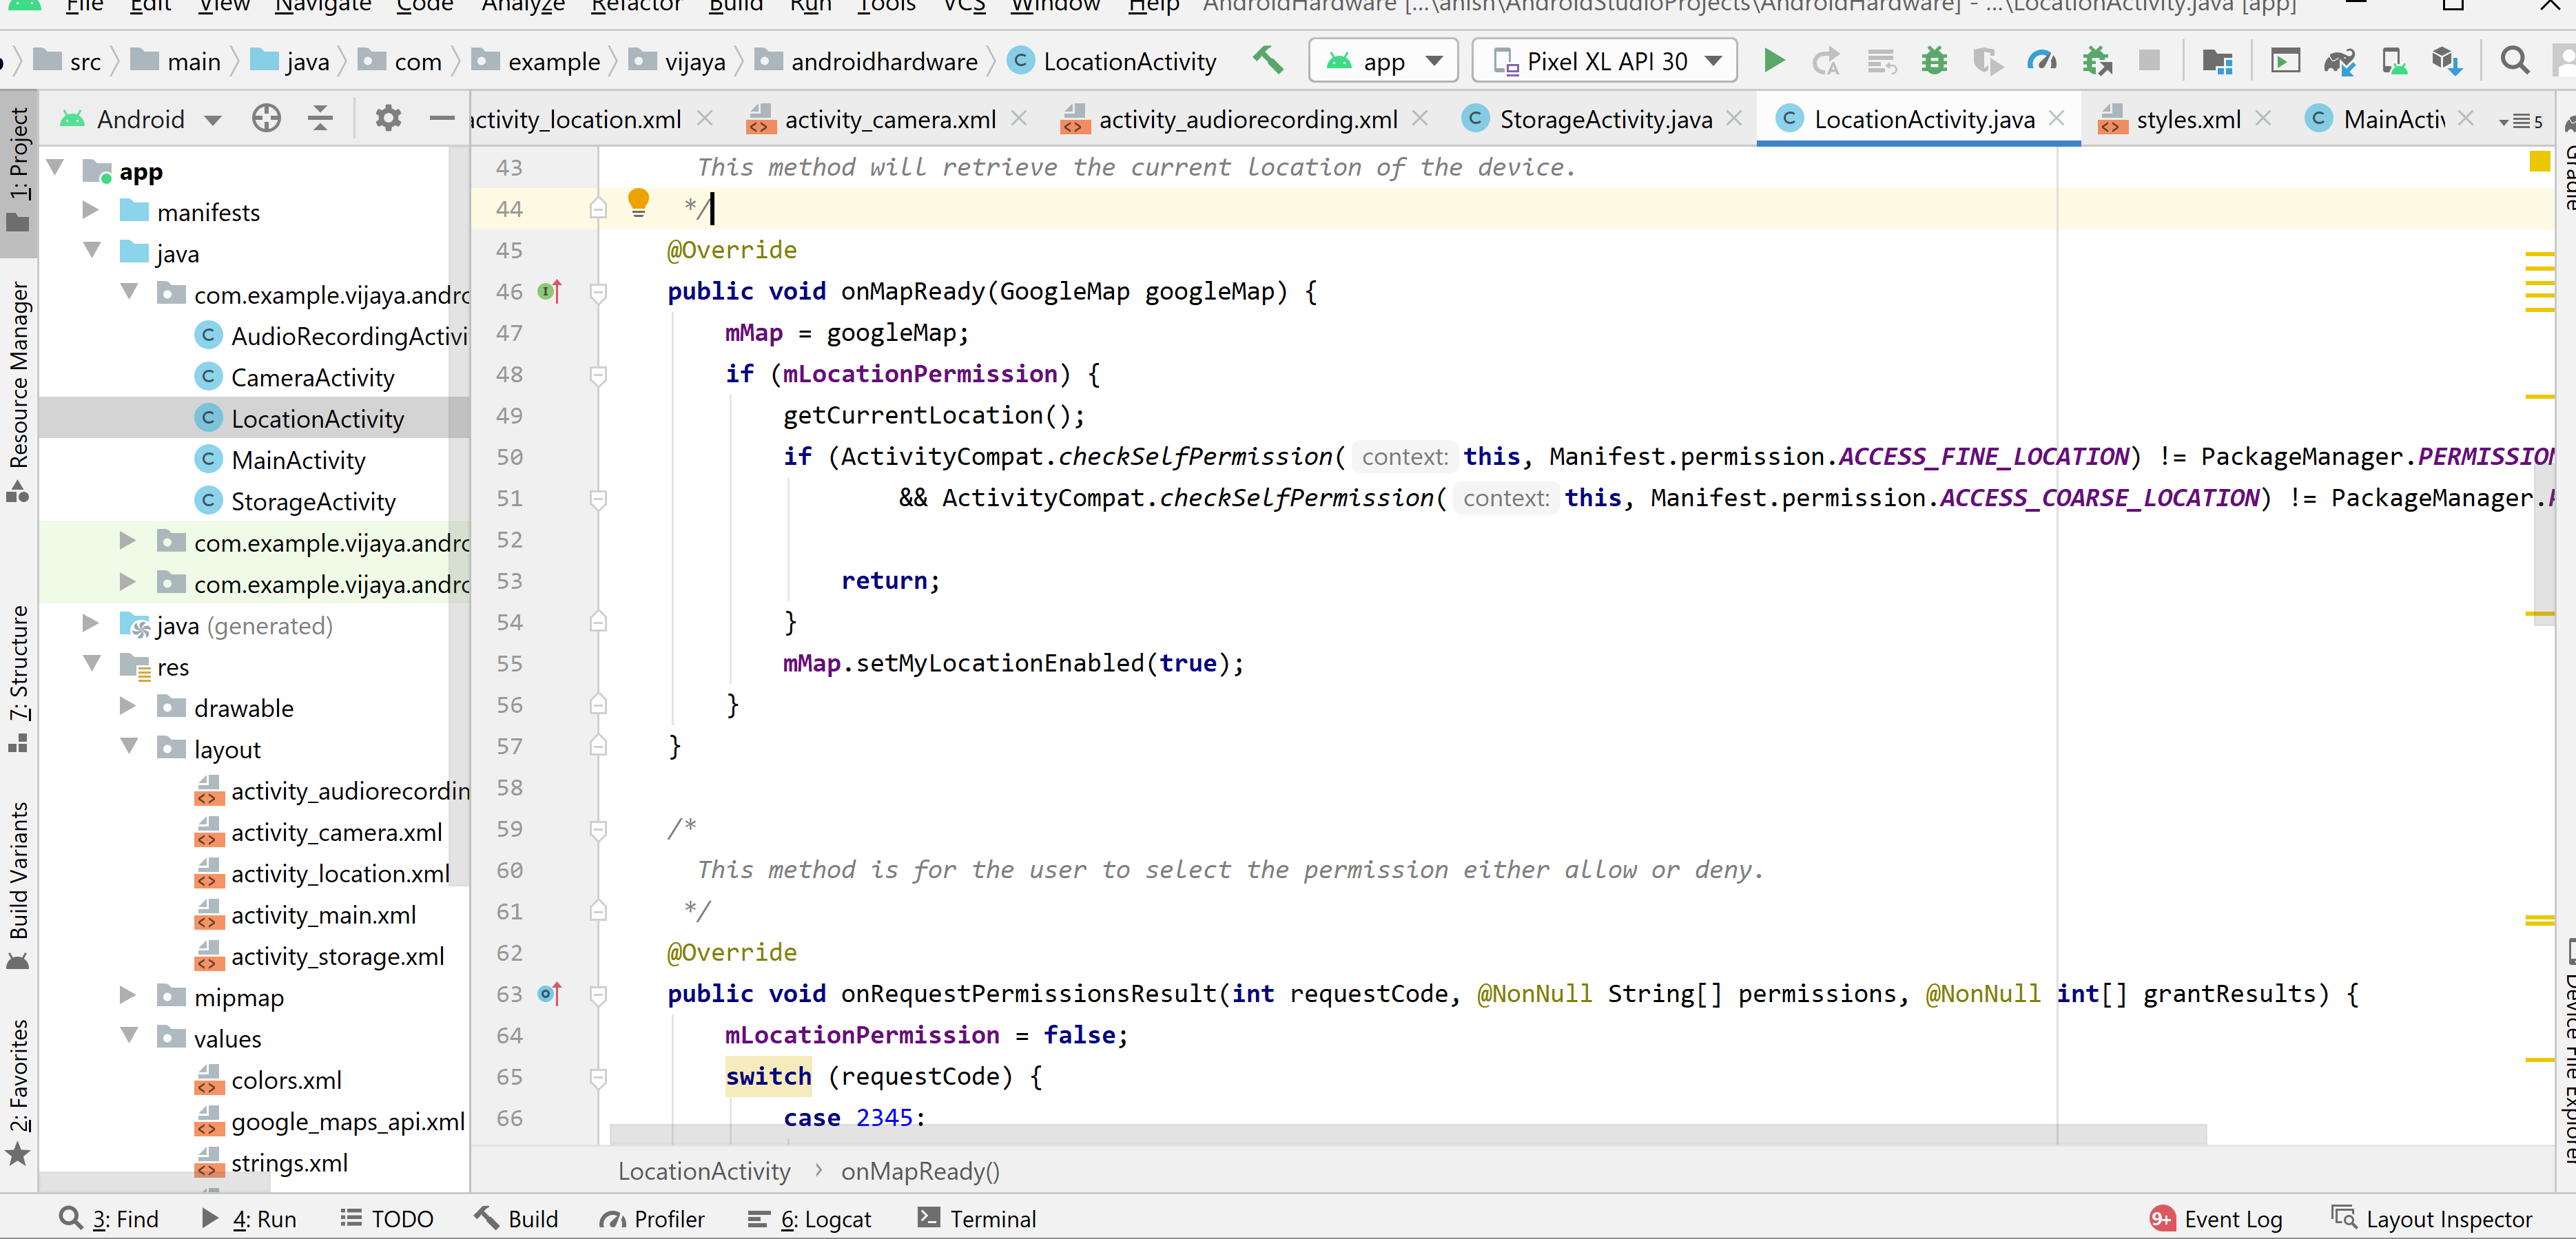 File Edit View Navigate Code Analyze Refactor Build Run Tools VCS Window Help AndroidHardware [...\anish\AndroidStudioProjects\AndroidHardware] - ...\LocationActivity.java [app]
src main java com example vijaya androidhardware LocationActivity app Pixel XL API 30
Android
ctivity_location.xml activity_camera.xml activity_audiorecording.xml StorageActivity.java LocationActivity.java styles.xml MainActiv 5
1: Project
Resource Manager
7: Structure
Build Variants
2: Favorites
app
manifests
java
com.example.vijaya.andro
AudioRecordingActivi
CameraActivity
LocationActivity
MainActivity
StorageActivity
com.example.vijaya.andro
com.example.vijaya.andro
java (generated)
res
drawable
layout
activity_audiorecordin
activity_camera.xml
activity_location.xml
activity_main.xml
activity_storage.xml
mipmap
values
colors.xml
google_maps_api.xml
strings.xml
43 This method will retrieve the current location of the device.
44 */
45 @Override
46 public void onMapReady(GoogleMap googleMap) {
47 mMap = googleMap;
48 if (mLocationPermission) {
49 getCurrentLocation();
50 if (ActivityCompat.checkSelfPermission( context: this, Manifest.permission.ACCESS_FINE_LOCATION) != PackageManager.PERMISSION
51 && ActivityCompat.checkSelfPermission( context: this, Manifest.permission.ACCESS_COARSE_LOCATION) != PackageManager.
52
53 return;
54 }
55 mMap.setMyLocationEnabled(true);
56 }
57 }
58
59 /*
60 This method is for the user to select the permission either allow or deny.
61 */
62 @Override
63 public void onRequestPermissionsResult(int requestCode, @NonNull String[] permissions, @NonNull int[] grantResults) {
64 mLocationPermission = false;
65 switch (requestCode) {
66 case 2345:
LocationActivity › onMapReady()
Gradle
Device File Explorer
3: Find 4: Run TODO Build Profiler 6: Logcat Terminal 9+ Event Log Layout Inspector